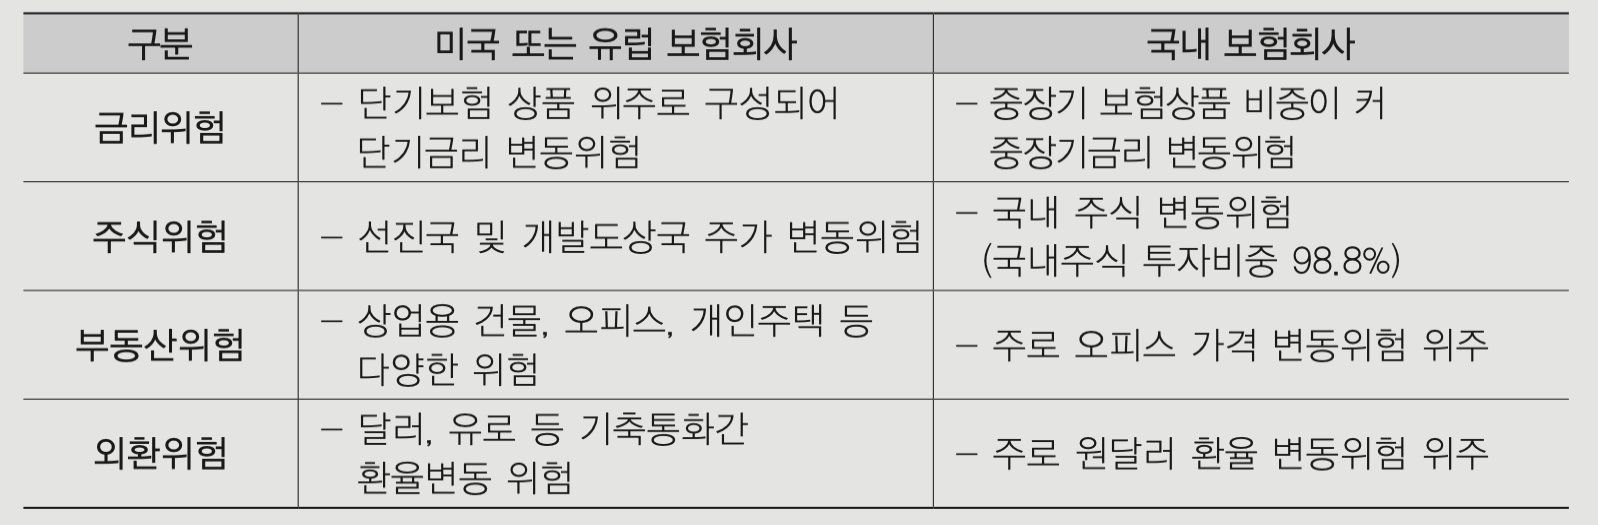 구분 미국 또는 유럽 보험회사 국내 보험회사
금리위험
– 단기보험 상품 위주로 구성되어
단기금리 변동위험
– 중장기 보험상품 비중이 커
중장기금리 변동위험
주식위험
– 선진국 및 개발도상국 주가 변동위험
– 국내 주식 변동위험
(국내주식 투자비중 98.8%)
부동산위험
– 상업용 건물, 오피스, 개인주택 등
다양한 위험
– 주로 오피스 가격 변동위험 위주
외환위험
– 달러, 유로 등 기축통화간
환율변동 위험
– 주로 원달러 환율 변동위험 위주